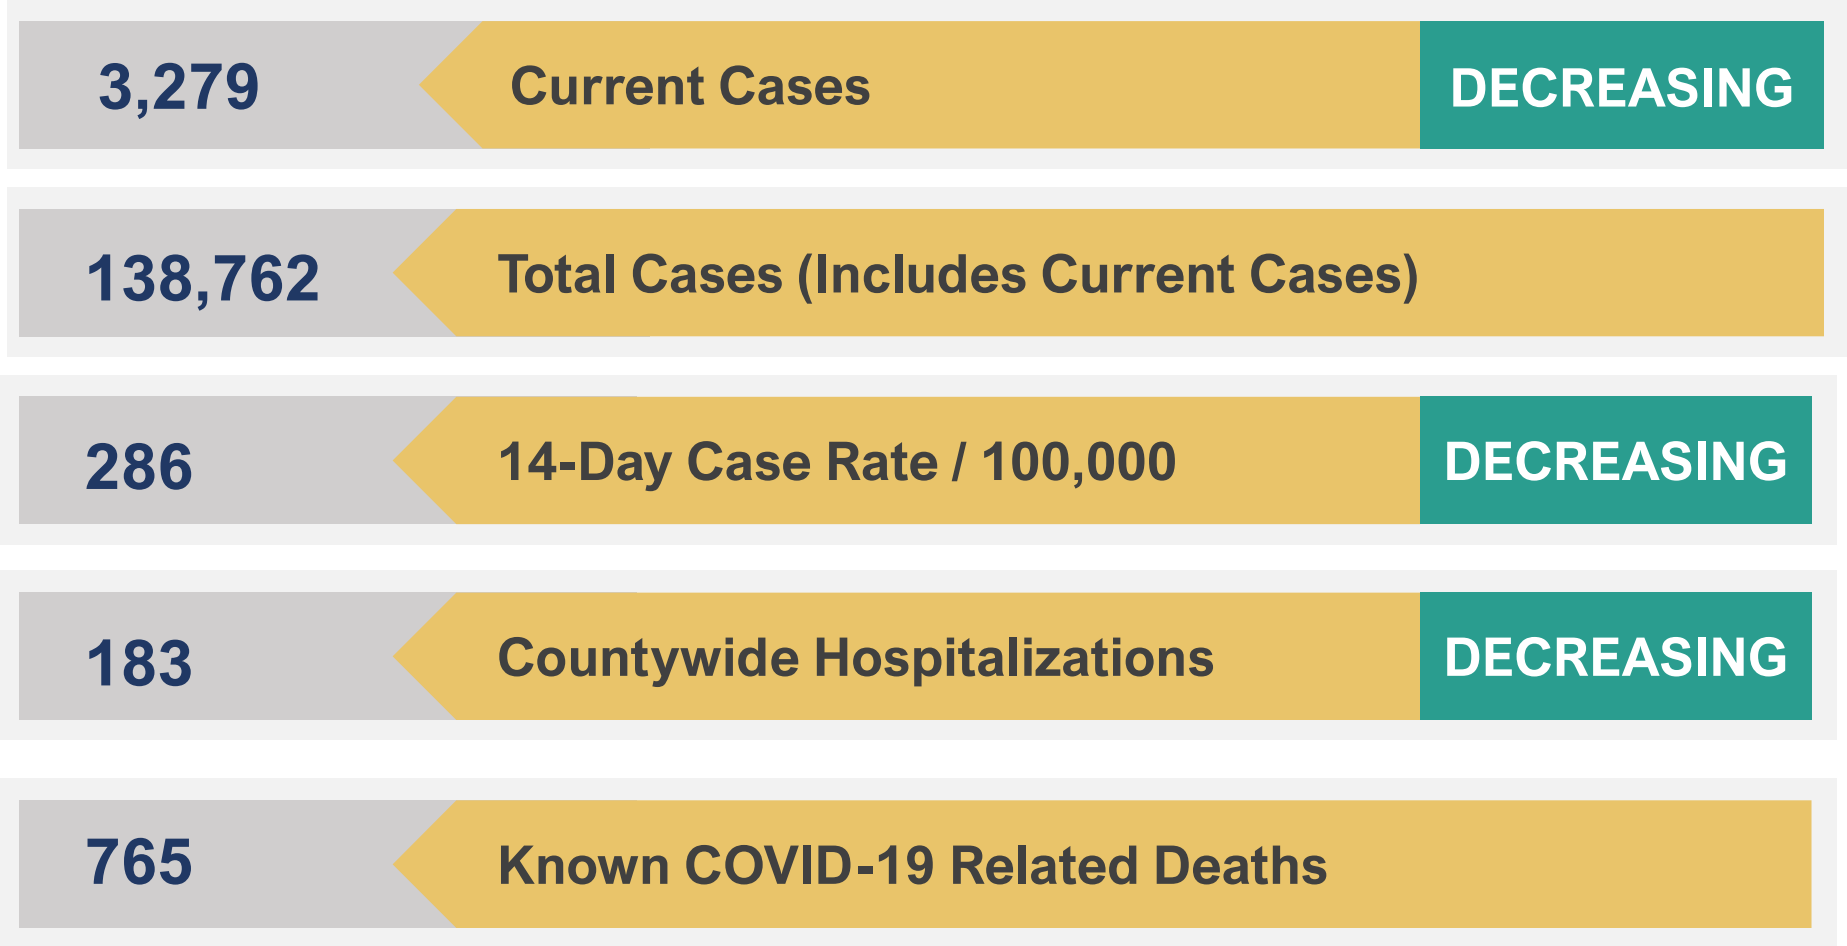 3,279 Current Cases DECREASING
138,762 Total Cases (Includes Current Cases)
286 14-Day Case Rate / 100,000 DECREASING
183 Countywide Hospitalizations DECREASING
765 Known COVID-19 Related Deaths